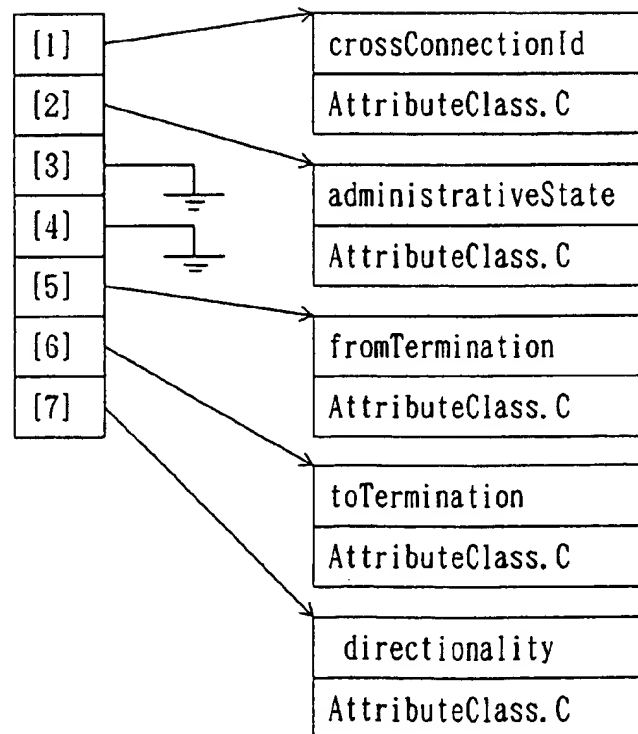 [1]
[2]
[3]
[4]
[5]
[6]
[7]
crossConnectionId
AttributeClass.C
administrativeState
AttributeClass.C
fromTermination
AttributeClass.C
toTermination
AttributeClass.C
directionality
AttributeClass.C